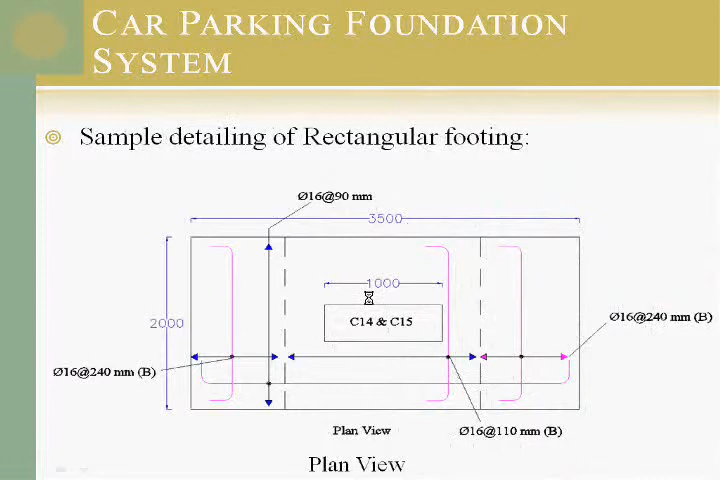 CAR PARKING FOUNDATION
SYSTEM
Sample detailing of Rectangular footing:
Ø16@90 mm
3500
1000
2000
C14 & C15
Ø16@240 mm (B)
Ø16@240 mm (B)
Plan View
Ø16@110 mm (B)
Plan View